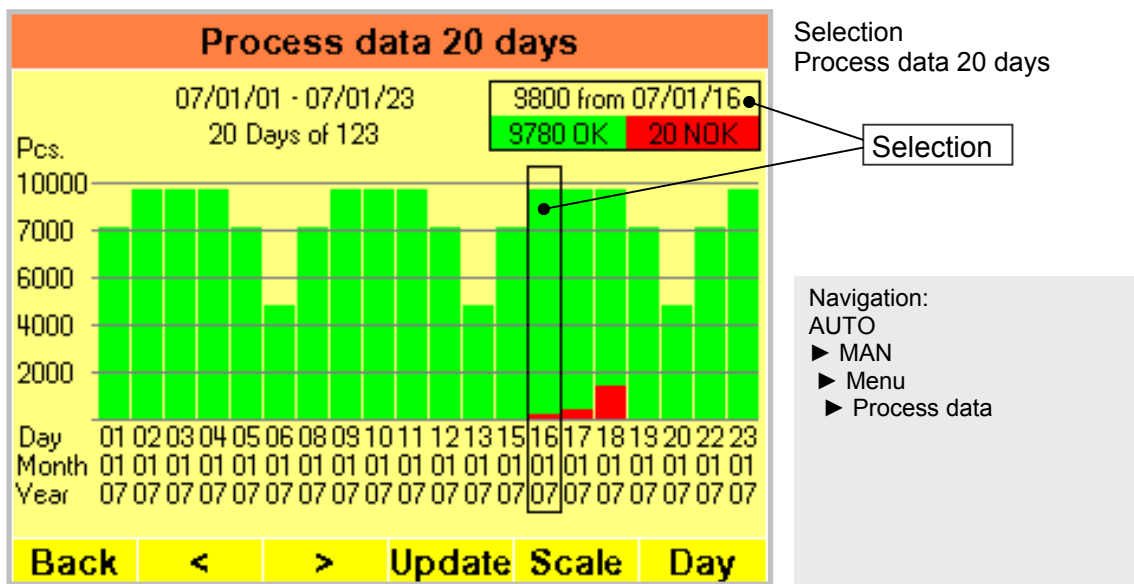 Process data 20 days
07/01/01 - 07/01/23
20 Days of 123
9800 from 07/01/16
9780 OK 20 NOK
Pcs.
10000
7000
6000
4000
2000
Day 01 02 03 04 05 06 08 09 10 11 12 13 15 16 17 18 19 20 22 23
Month 01 01 01 01 01 01 01 01 01 01 01 01 01 01 01 01 01 01 01 01
Year 07 07 07 07 07 07 07 07 07 07 07 07 07 07 07 07 07 07 07 07
Back < > Update Scale Day
Selection
Process data 20 days
Selection
Navigation:
AUTO
► MAN
► Menu
► Process data